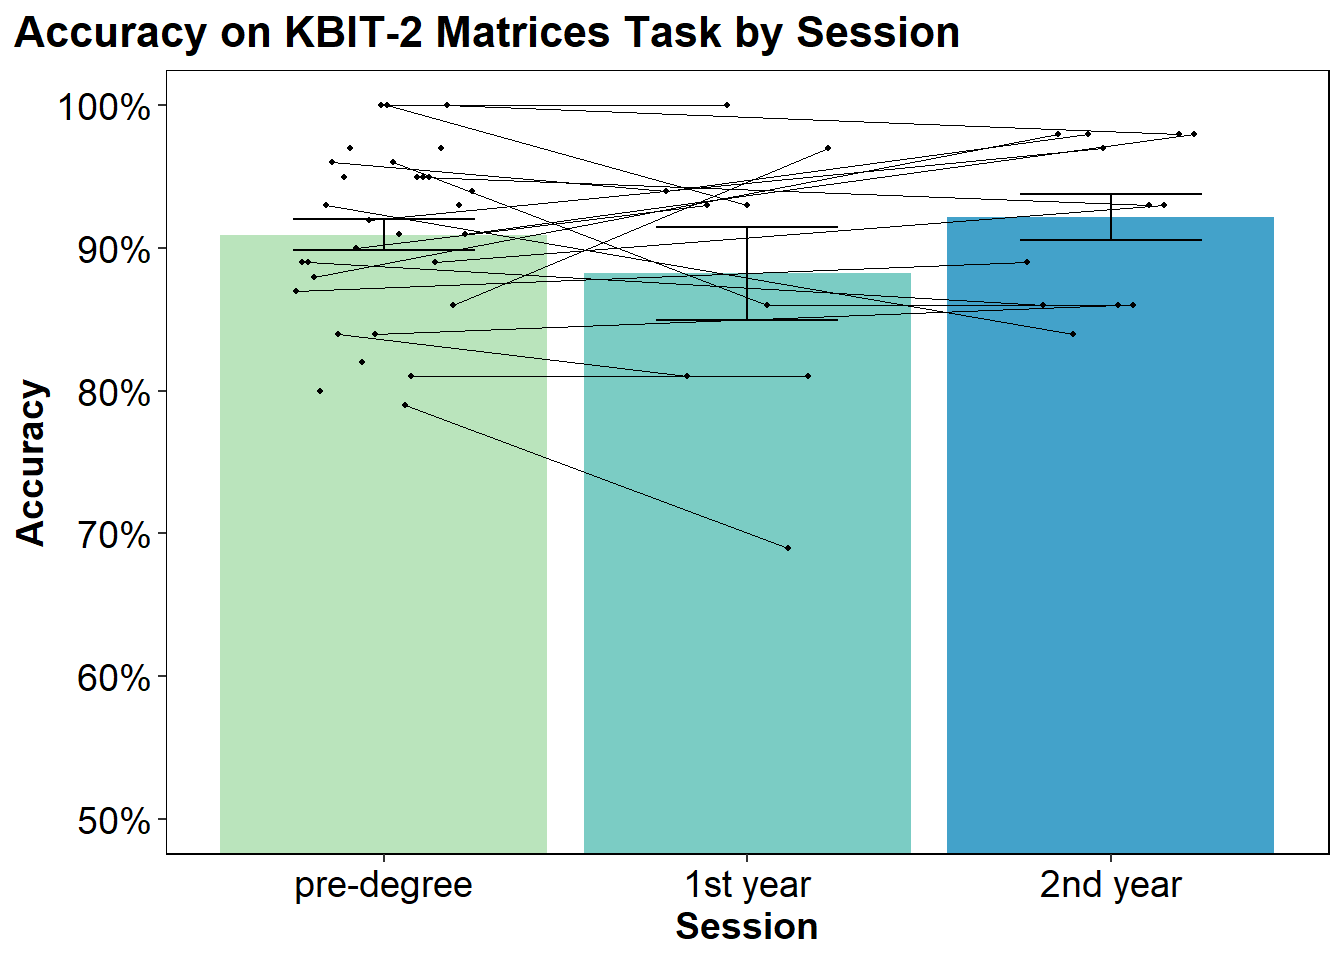 Accuracy on KBIT-2 Matrices Task by Session
100%
90%
80%
70%
60%
50%
Accuracy
pre-degree
1st year
2nd year
Session